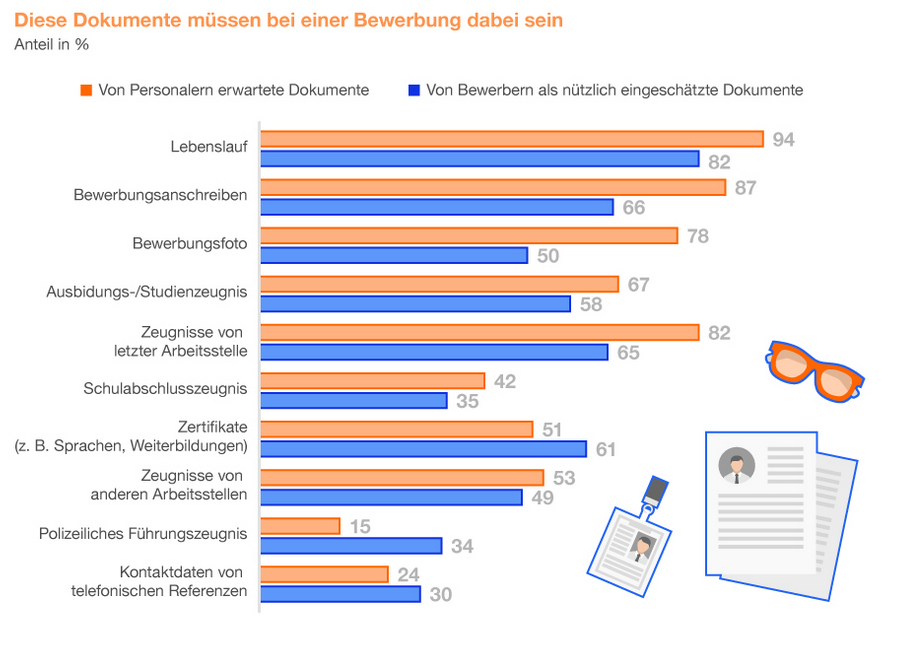 Diese Dokumente müssen bei einer Bewerbung dabei sein
Anteil in %
Von Personalern erwartete Dokumente
Von Bewerbern als nützlich eingeschätzte Dokumente
Lebenslauf
94
82
Bewerbungsanschreiben
87
66
Bewerbungsfoto
78
50
Ausbidungs-/Studienzeugnis
67
58
Zeugnisse von
letzter Arbeitsstelle
82
65
Schulabschlusszeugnis
42
35
Zertifikate
(z. B. Sprachen, Weiterbildungen)
51
61
Zeugnisse von
anderen Arbeitsstellen
53
49
Polizeiliches Führungszeugnis
15
34
Kontaktdaten von
telefonischen Referenzen
24
30